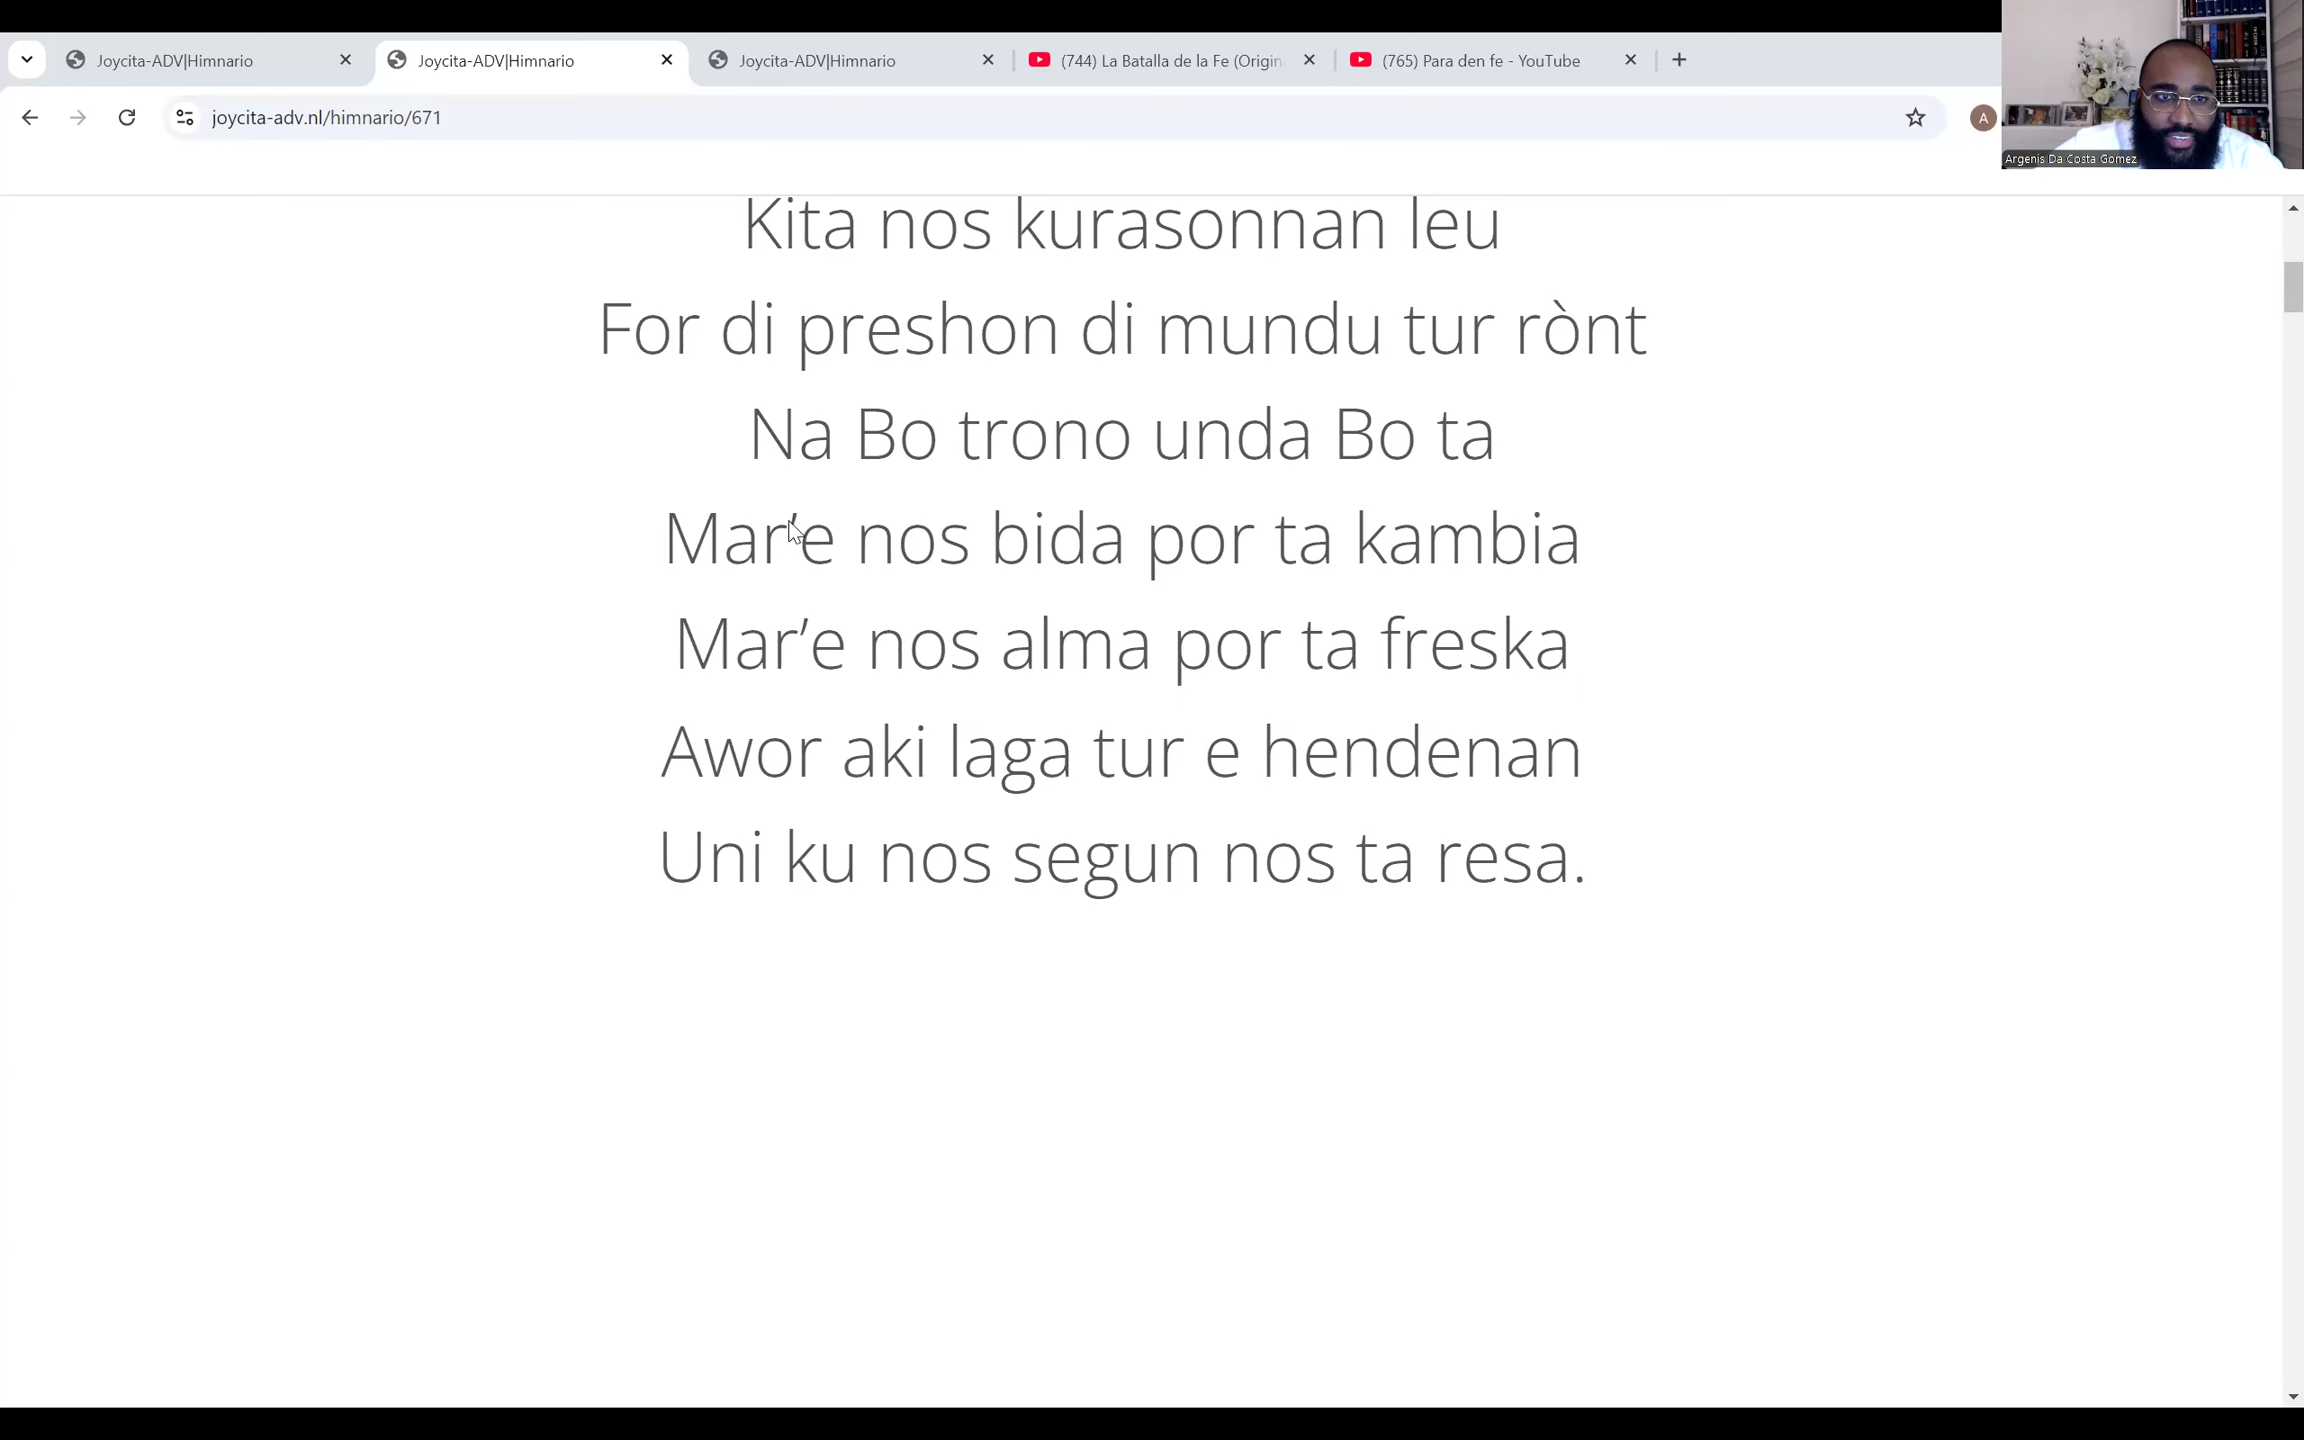 Joycita-ADV|Himnario
Joycita-ADV|Himnario
Joycita-ADV|Himnario
(744) La Batalla de la Fe (Origin
(765) Para den fe - YouTube
joycita-adv.nl/himnario/671
A
Argenis Da Costa Gomez
Kita nos kurasonnan leu
For di preshon di mundu tur rònt
Na Bo trono unda Bo ta
Mar’e nos bida por ta kambia
Mar’e nos alma por ta freska
Awor aki laga tur e hendenan
Uni ku nos segun nos ta resa.